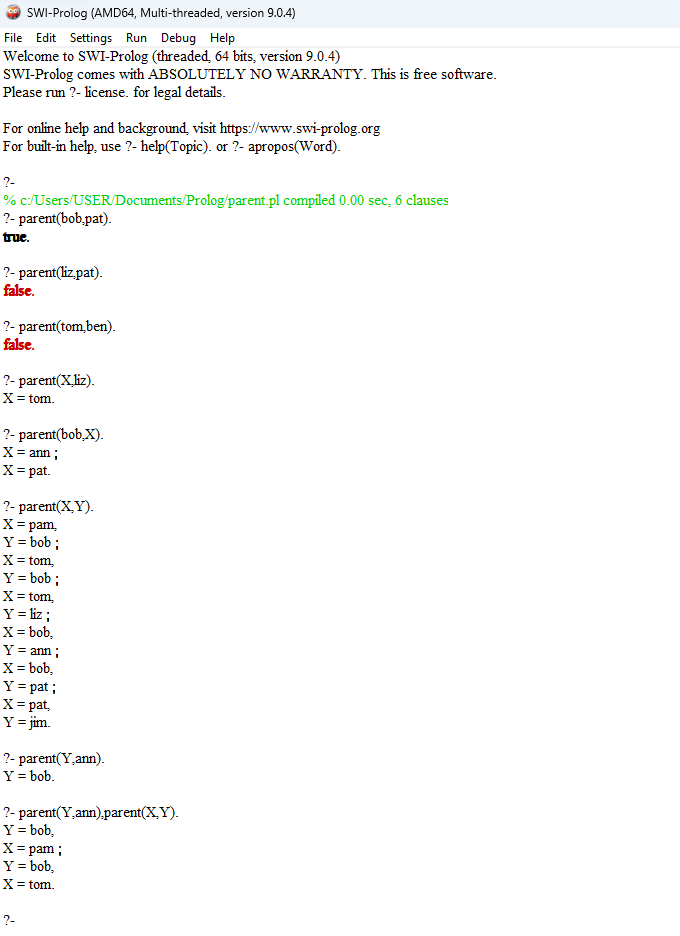 SWI-Prolog (AMD64, Multi-threaded, version 9.0.4)
File Edit Settings Run Debug Help
Welcome to SWI-Prolog (threaded, 64 bits, version 9.0.4)
SWI-Prolog comes with ABSOLUTELY NO WARRANTY. This is free software.
Please run ?- license. for legal details.
For online help and background, visit https://www.swi-prolog.org
For built-in help, use ?- help(Topic). or ?- apropos(Word).
?-
% c:/Users/USER/Documents/Prolog/parent.pl compiled 0.00 sec, 6 clauses
?- parent(bob,pat).
true.
?- parent(liz,pat).
false.
?- parent(tom,ben).
false.
?- parent(X,liz).
X = tom.
?- parent(bob,X).
X = ann ;
X = pat.
?- parent(X,Y).
X = pam,
Y = bob ;
X = tom,
Y = bob ;
X = tom,
Y = liz ;
X = bob,
Y = ann ;
X = bob,
Y = pat ;
X = pat,
Y = jim.
?- parent(Y,ann).
Y = bob.
?- parent(Y,ann),parent(X,Y).
Y = bob,
X = pam ;
Y = bob,
X = tom.
?-